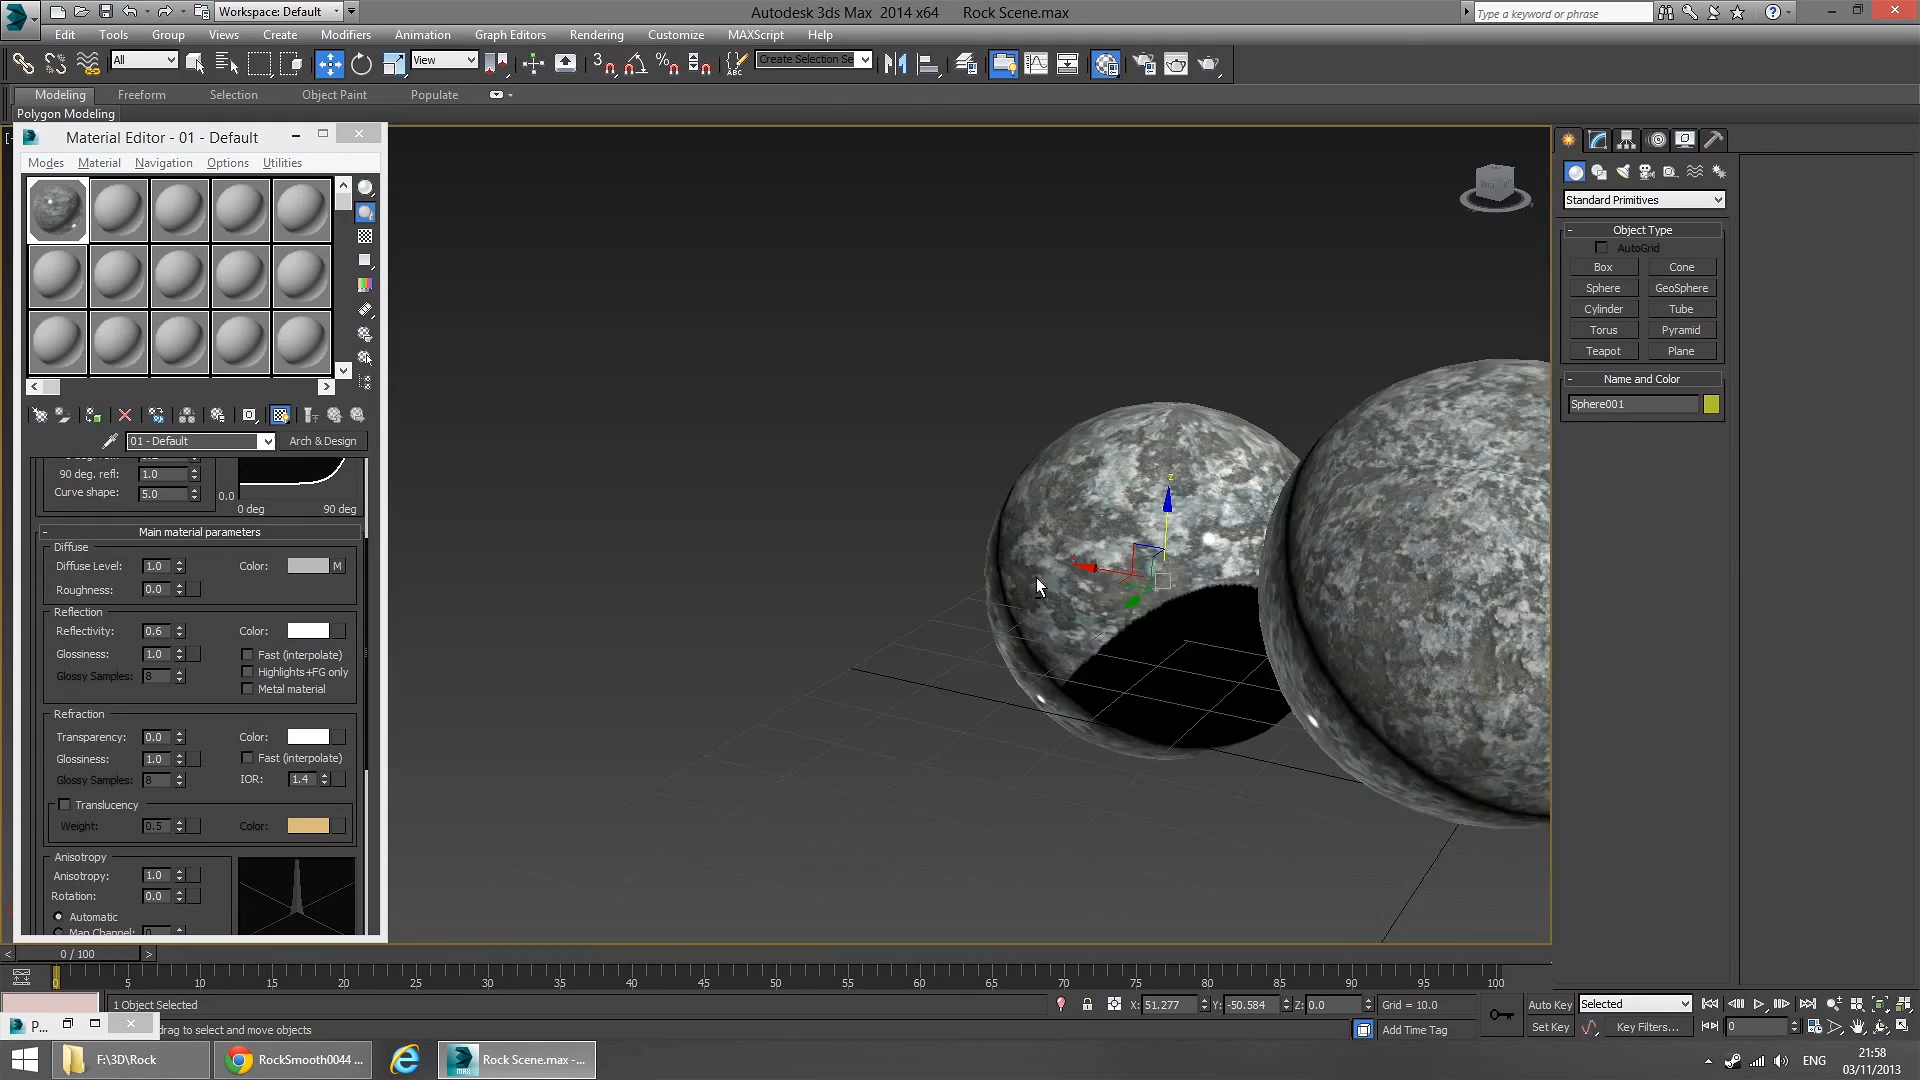 Workspace: Default
Autodesk 3ds Max 2014 x64 Rock Scene.max
Type a keyword or phrase
Edit Tools Group Views Create Modifiers Animation Graph Editors Rendering Customize MAXScript Help
All
View
3
Create Selection Se
Modeling Freeform Selection Object Paint Populate
Polygon Modeling
Material Editor - 01 - Default
Modes Material Navigation Options Utilities
01 - Default Arch & Design
90 deg. refl: 1.0
Curve shape: 5.0 0.0
0 deg 90 deg
- Main material parameters
Diffuse
Diffuse Level: 1.0 Color: M
Roughness: 0.0
Reflection
Reflectivity: 0.6 Color:
Glossiness: 1.0 Fast (interpolate)
Highlights+FG only
Glossy Samples: 8
Metal material
Refraction
Transparency: 0.0 Color:
Glossiness: 1.0 Fast (interpolate)
Glossy Samples: 8 IOR: 1.4
Translucency
Weight: 0.5 Color:
Anisotropy
Anisotropy: 1.0
Rotation: 0.0
Automatic
Map Channel: 0
z
x
Standard Primitives
- Object Type
AutoGrid
Box Cone
Sphere GeoSphere
Cylinder Tube
Torus Pyramid
Teapot Plane
- Name and Color
Sphere001
< 0 / 100 >
0 5 10 15 20 25 30 35 40 45 50 55 60 65 70 75 80 85 90 95 100
1 Object Selected X: 51.277 Y: -50.584 Z: 0.0 Grid = 10.0 Auto Key Selected
P... drag to select and move objects Add Time Tag Set Key Key Filters... 0
F:\3D\Rock RockSmooth0044 ... Rock Scene.max -... ENG 21:58
03/11/2013